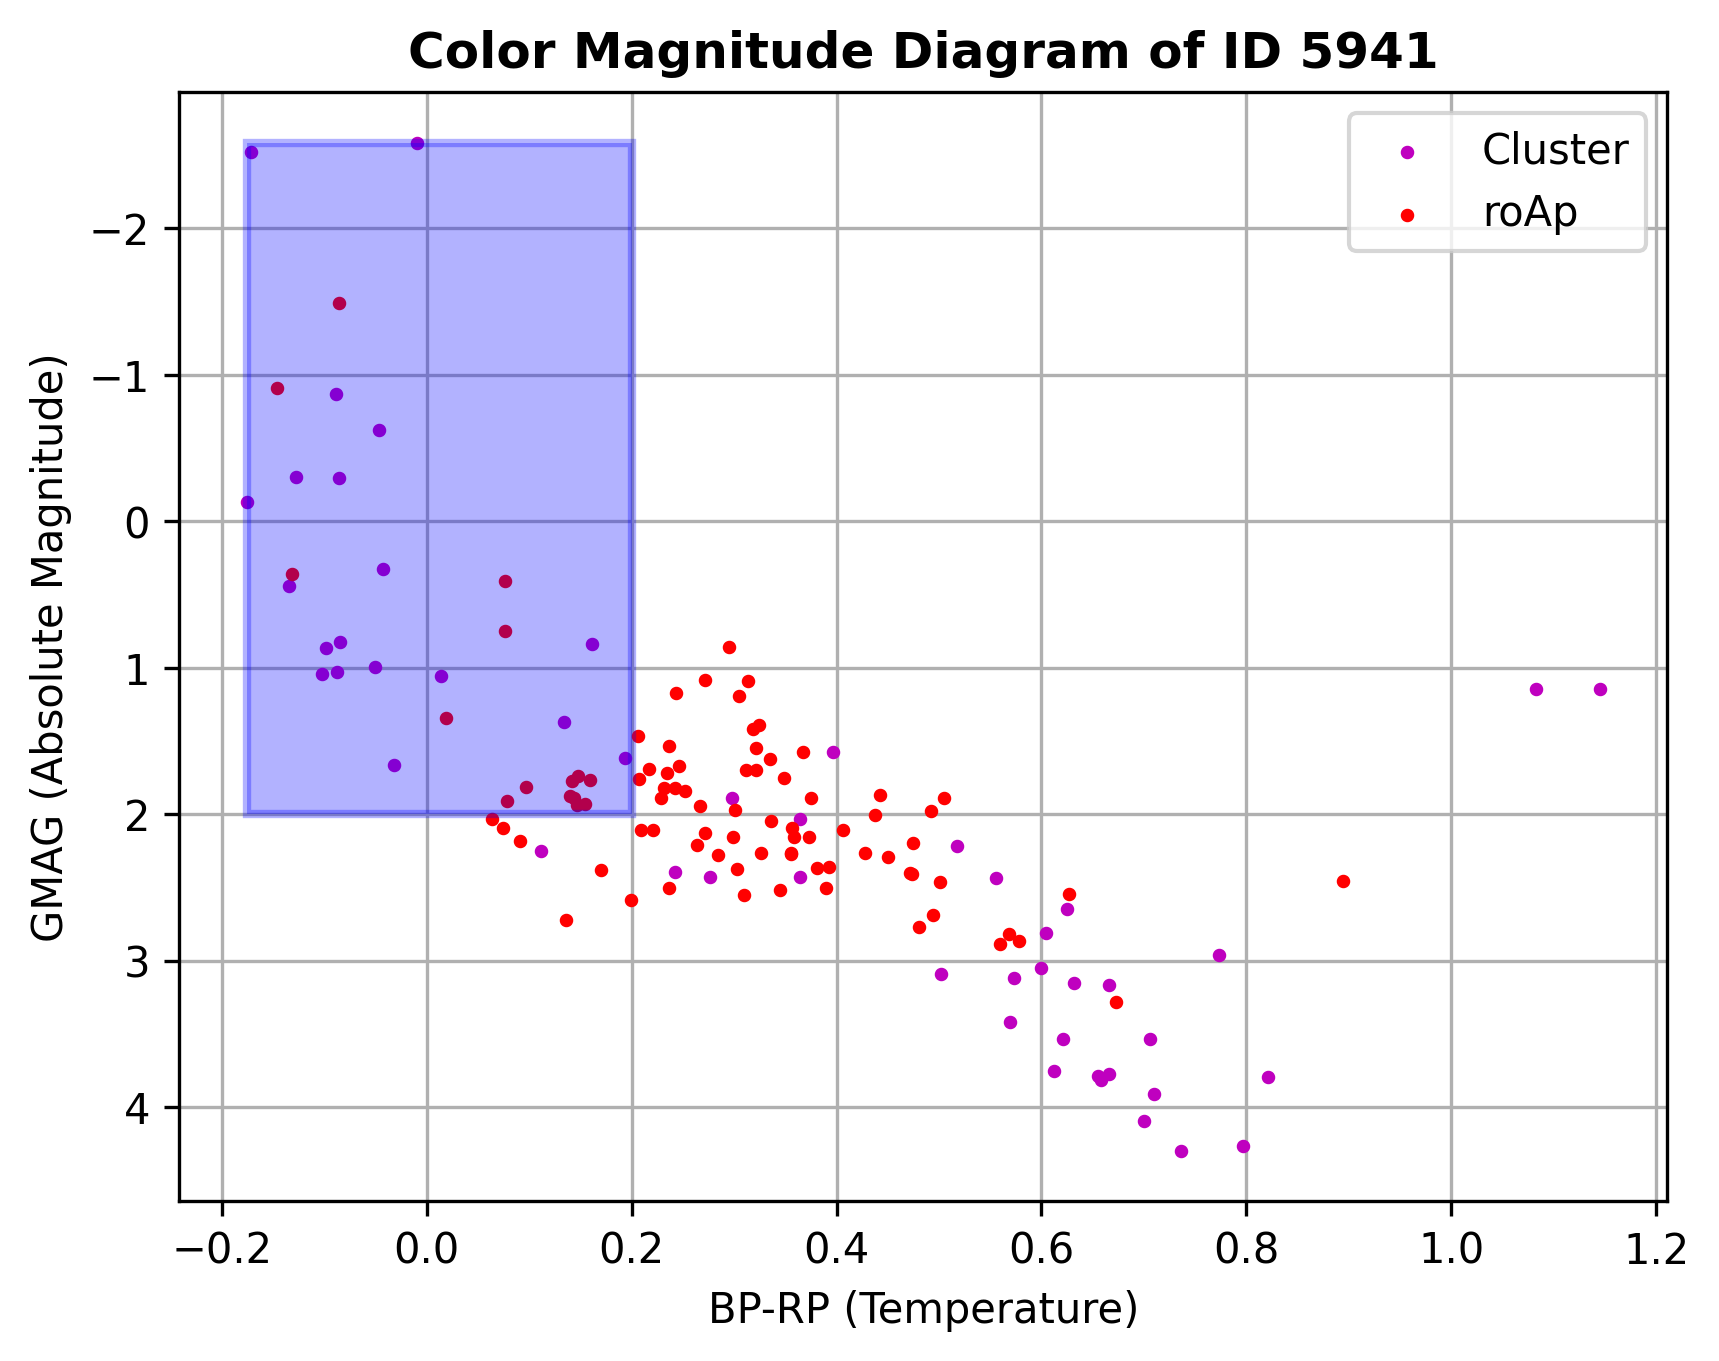 Color Magnitude Diagram of ID 5941
Cluster
roAp
GMAG (Absolute Magnitude)
−2
−1
0
1
2
3
4
−0.2 0.0 0.2 0.4 0.6 0.8 1.0 1.2
BP-RP (Temperature)